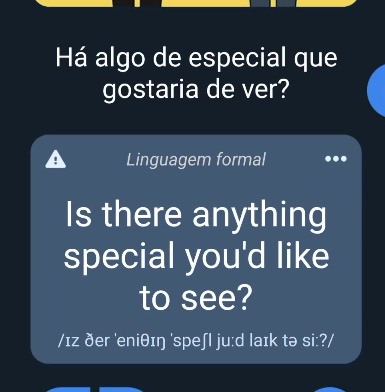 Há algo de especial que
gostaria de ver?
Linguagem formal
Is there anything
special you'd like
to see?
/ɪz ðer ˈeniθɪŋ ˈspeʃl juːd laɪk tə siː?/